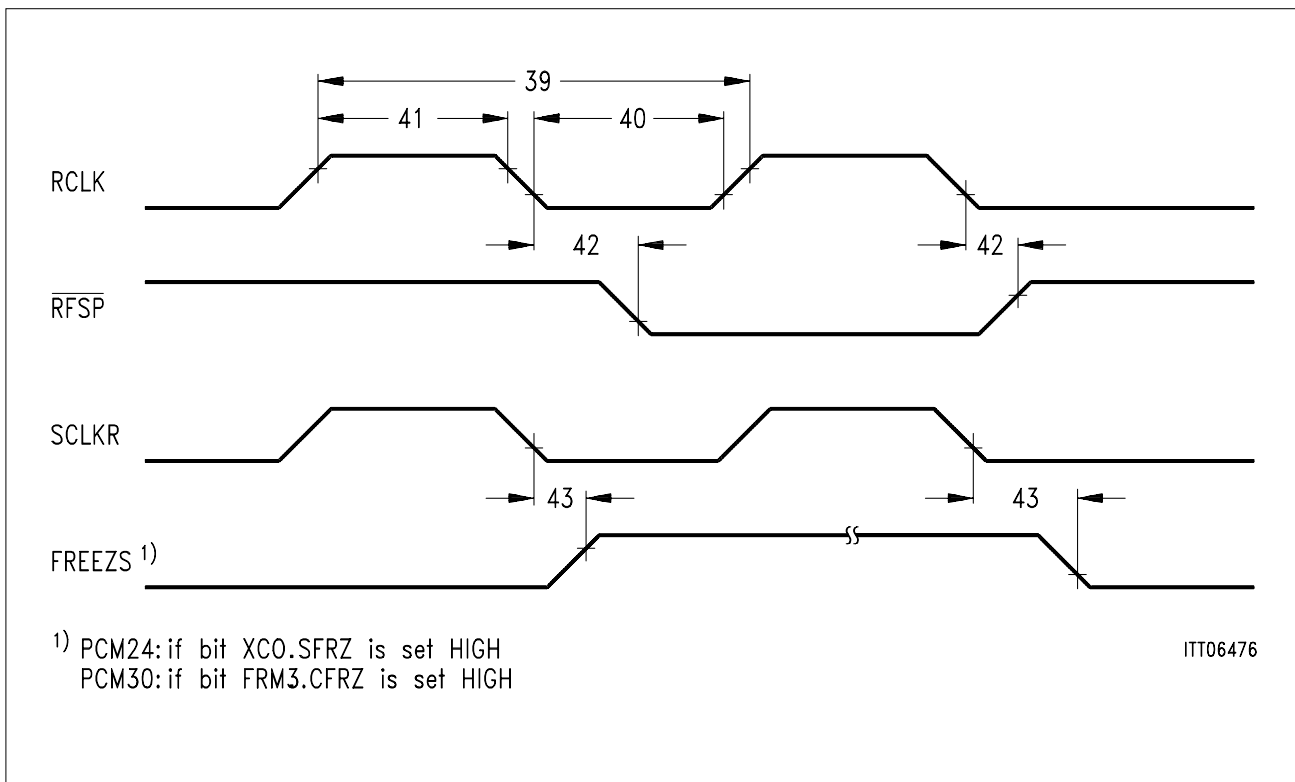 39
41
40
RCLK
42
42
RFSP
SCLKR
43
43
FREEZS 1)
1) PCM24: if bit XCO.SFRZ is set HIGH
PCM30: if bit FRM3.CFRZ is set HIGH
ITT06476